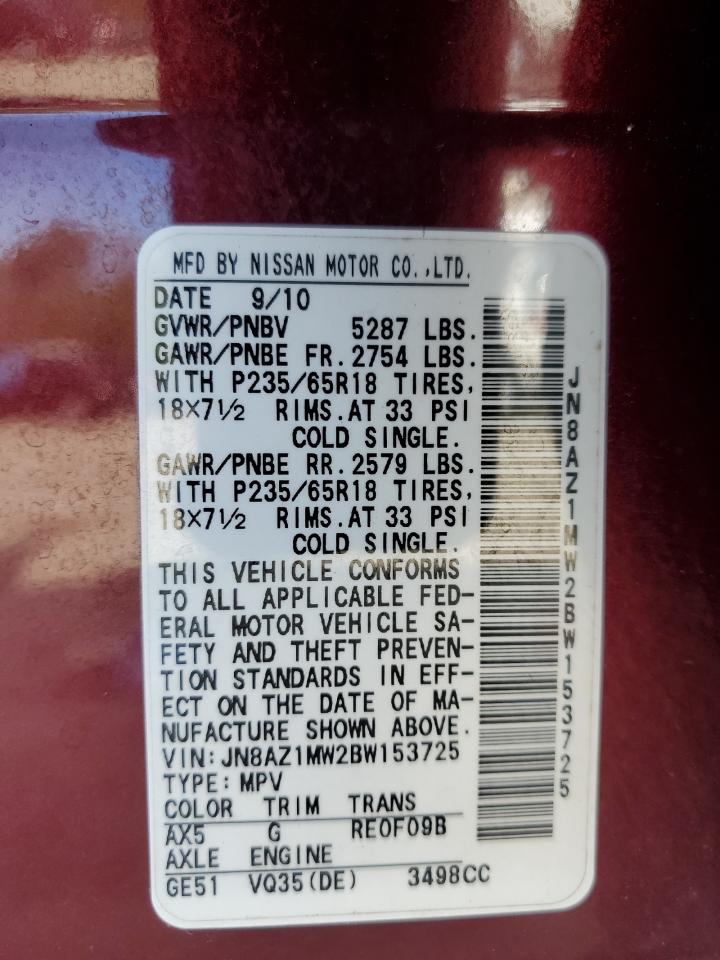 MFD BY NISSAN MOTOR CO.,LTD.
DATE 9/10
GVWR/PNBV 5287 LBS.
GAWR/PNBE FR. 2754 LBS.
WITH P235/65R18 TIRES,
18X7½ RIMS. AT 33 PSI
COLD SINGLE.
GAWR/PNBE RR. 2579 LBS.
WITH P235/65R18 TIRES,
18X7½ RIMS. AT 33 PSI
COLD SINGLE.
THIS VEHICLE CONFORMS
TO ALL APPLICABLE FED-
ERAL MOTOR VEHICLE SA-
FETY AND THEFT PREVEN-
TION STANDARDS IN EFF-
ECT ON THE DATE OF MA-
NUFACTURE SHOWN ABOVE.
VIN:JN8AZ1MW2BW153725
TYPE:MPV
COLOR TRIM TRANS
AX5 G RE0F09B
AXLE ENGINE
GE51 VQ35(DE) 3498CC
JN8AZ1MW2BW153725